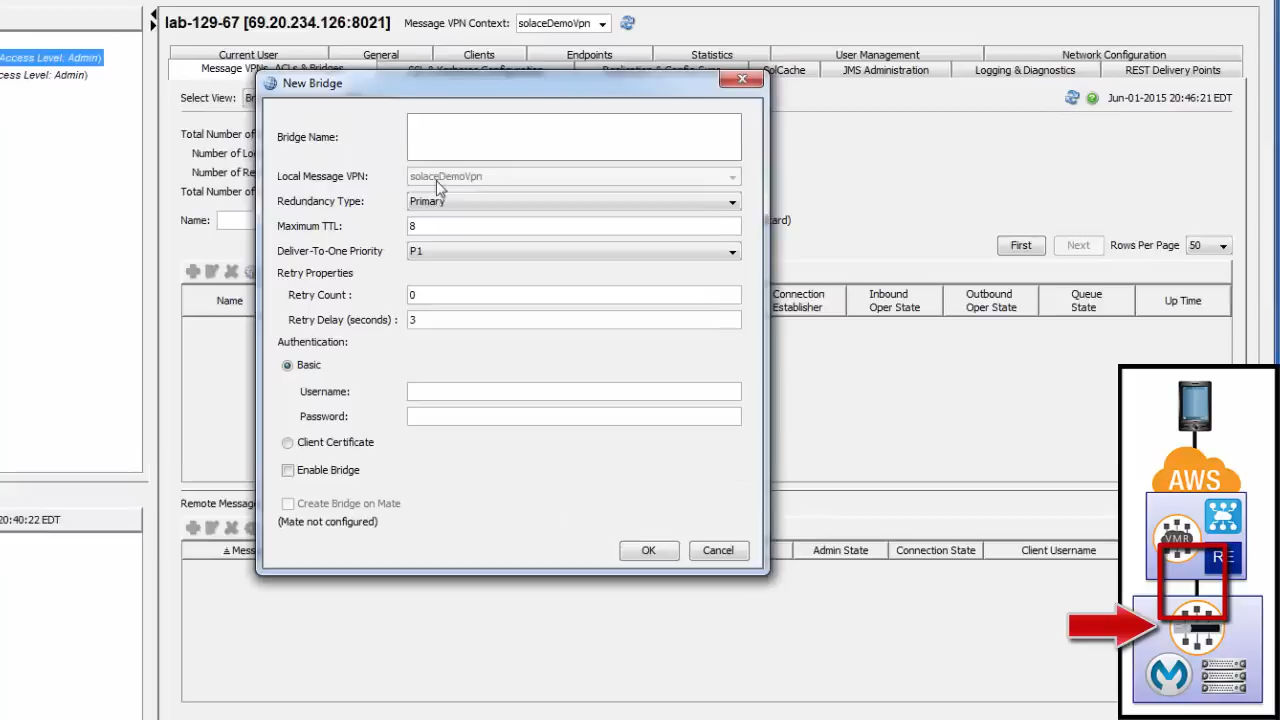 lab-129-67 [69.20.234.126:8021] Message VPN Context: solaceDemoVpn
Access Level: Admin)
cess Level: Admin)
Current User General Clients Endpoints Statistics User Management Network Configuration
Message VPNs, ACLs & Bridges SolCache JMS Administration Logging & Diagnostics REST Delivery Points
New Bridge
Select View: Br Jun-01-2015 20:46:21 EDT
Total Number of
Number of Lo
Number of Re
Total Number of
Name: ard)
First Next Rows Per Page 50
Name Connection Establisher Inbound Oper State Outbound Oper State Queue State Up Time
Bridge Name:
Local Message VPN: solaceDemoVpn
Redundancy Type: Primary
Maximum TTL: 8
Deliver-To-One Priority P1
Retry Properties
Retry Count : 0
Retry Delay (seconds) : 3
Authentication:
Basic
Username:
Password:
Client Certificate
Enable Bridge
Create Bridge on Mate
(Mate not configured)
OK Cancel
Remote Messag
20:40:22 EDT
Mess Admin State Connection State Client Username
AWS
VMR
RE